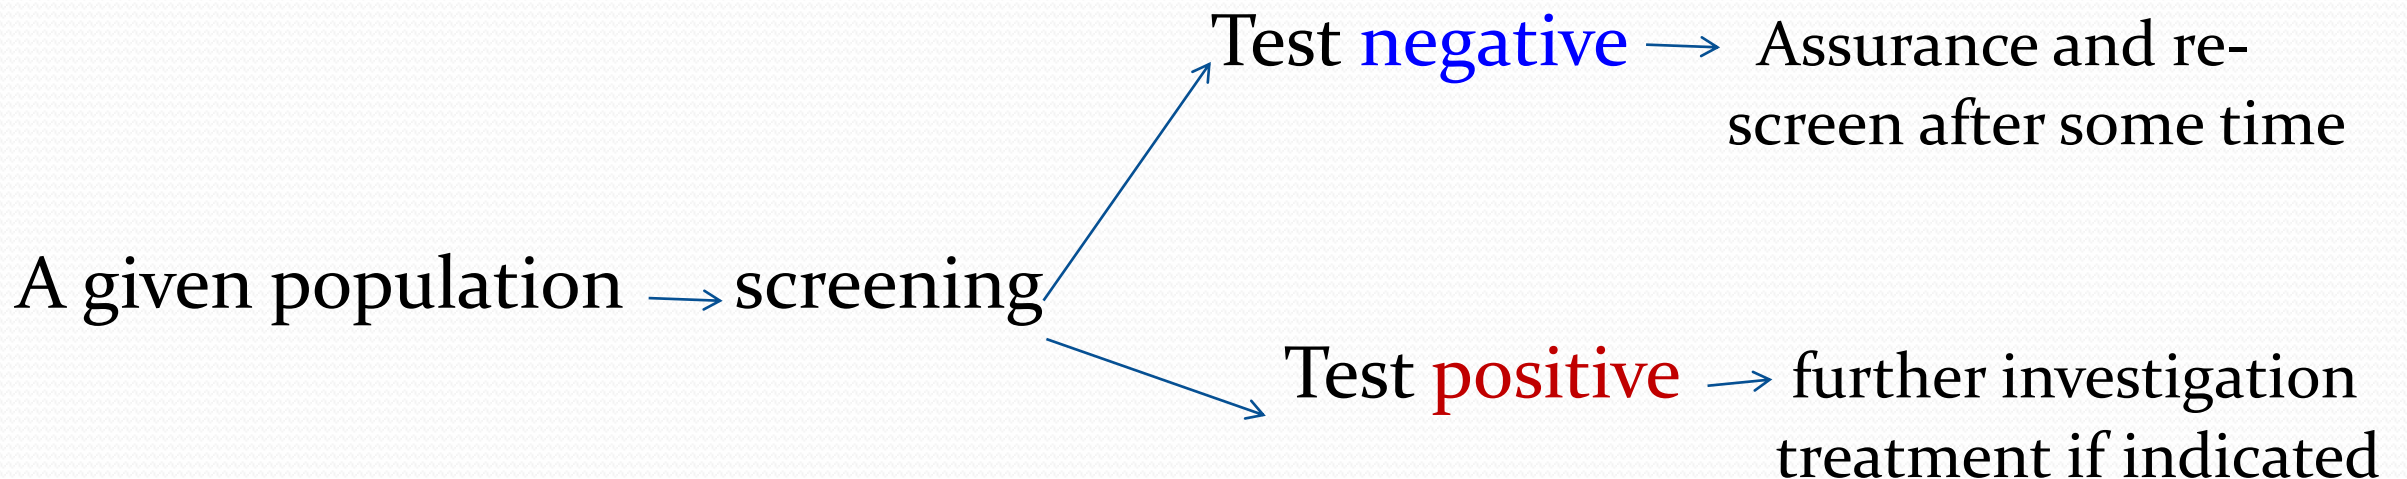 Test negative
Assurance and re-
screen after some time
A given population
screening
Test positive
further investigation
treatment if indicated